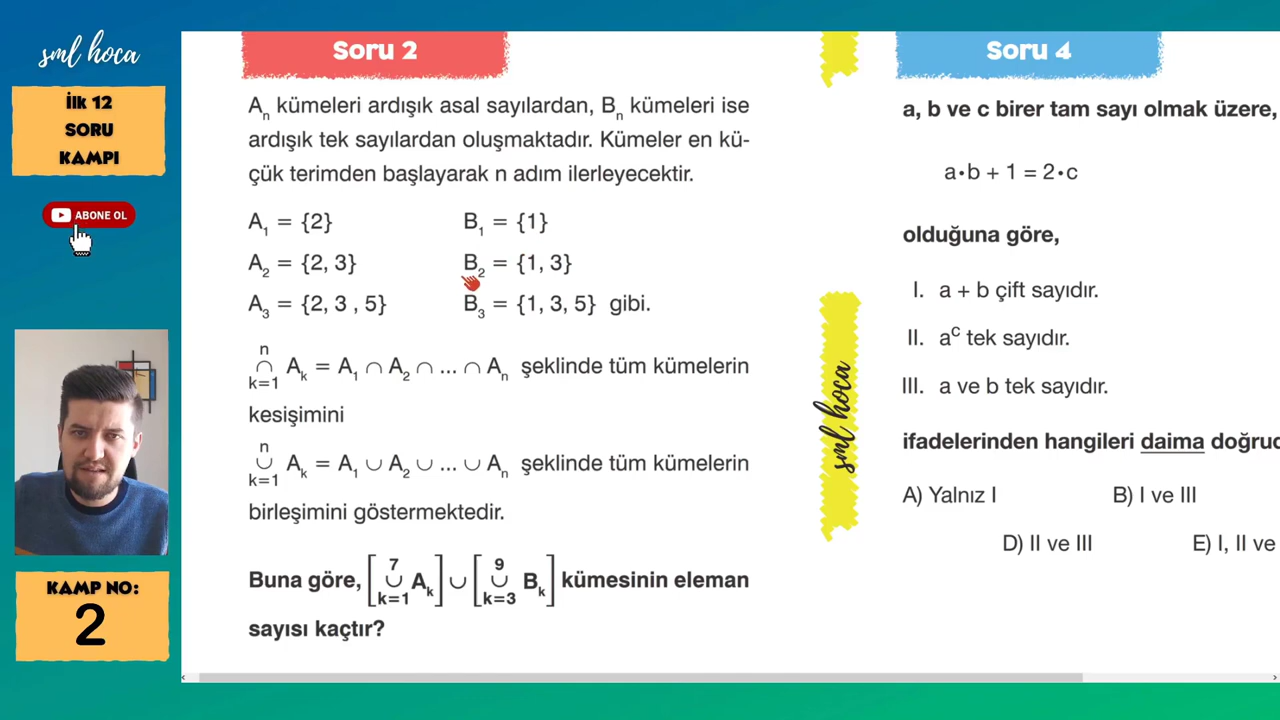 sml hoca
İlk 12
SORU
KAMPI
ABONE OL
KAMP NO:
2
Soru 2
Aₙ kümeleri ardışık asal sayılardan, Bₙ kümeleri ise
ardışık tek sayılardan oluşmaktadır. Kümeler en kü-
çük terimden başlayarak n adım ilerleyecektir.
A₁ = {2} B₁ = {1}
A₂ = {2, 3} B₂ = {1, 3}
A₃ = {2, 3 , 5} B₃ = {1, 3, 5} gibi.
n
∩ Aₖ = A₁ ∩ A₂ ∩ ... ∩ Aₙ şeklinde tüm kümelerin
k=1
kesişimini
n
∪ Aₖ = A₁ ∪ A₂ ∪ ... ∪ Aₙ şeklinde tüm kümelerin
k=1
birleşimini göstermektedir.
7 9
Buna göre, [∪ Aₖ] ∪ [∪ Bₖ] kümesinin eleman
k=1 k=3
sayısı kaçtır?
sml hoca
Soru 4
a, b ve c birer tam sayı olmak üzere,
a•b + 1 = 2•c
olduğuna göre,
I. a + b çift sayıdır.
II. aᶜ tek sayıdır.
III. a ve b tek sayıdır.
ifadelerinden hangileri daima doğrud
A) Yalnız I B) I ve III
D) II ve III E) I, II ve